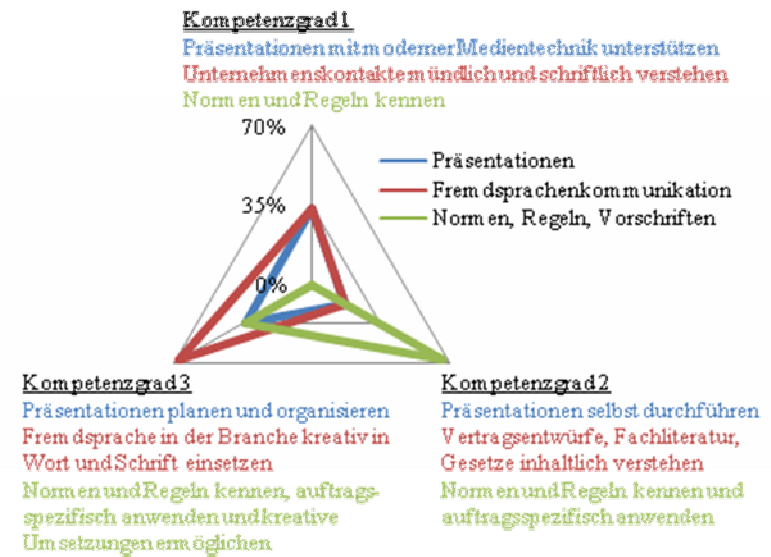 Kompetenzgrad 1
Präsentationen mit moderner Medientechnik unterstützen
Unternehmenskontakte mündlich und schriftlich verstehen
Normen und Regeln kennen
70%
35%
0%
Präsentationen
Fremdsprachenkommunikation
Normen, Regeln, Vorschriften
Kompetenzgrad 3
Präsentationen planen und organisieren
Fremdsprache in der Branche kreativ in
Wort und Schrift einsetzen
Normen und Regeln kennen, auftrags-
spezifisch anwenden und kreative
Umsetzungen ermöglichen
Kompetenzgrad 2
Präsentationen selbst durchführen
Vertragsentwürfe, Fachliteratur,
Gesetze inhaltlich verstehen
Normen und Regeln kennen und
auftragsspezifisch anwenden